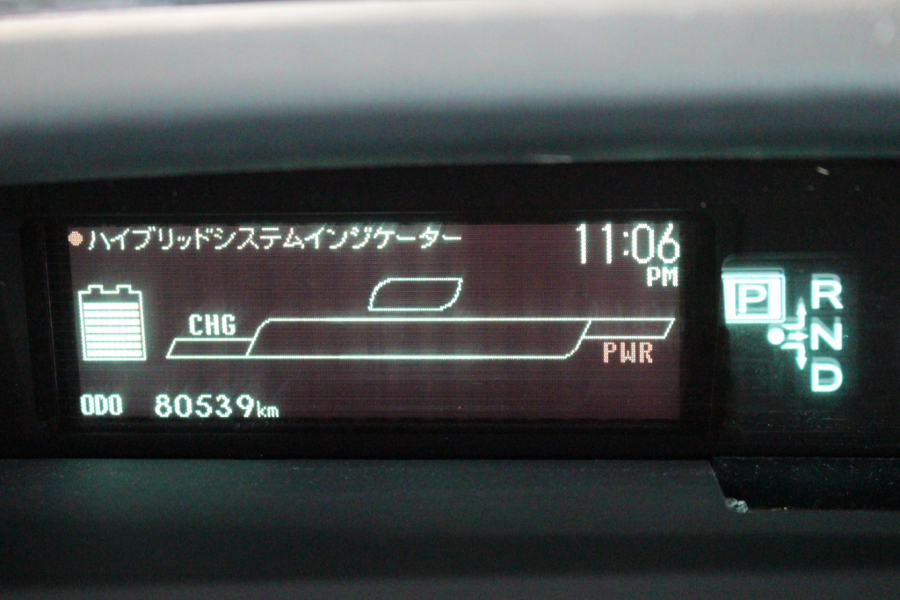 ハイブリッドシステムインジケーター
11:06
PM
CHG
PWR
ODO 80539km
P
R
N
D